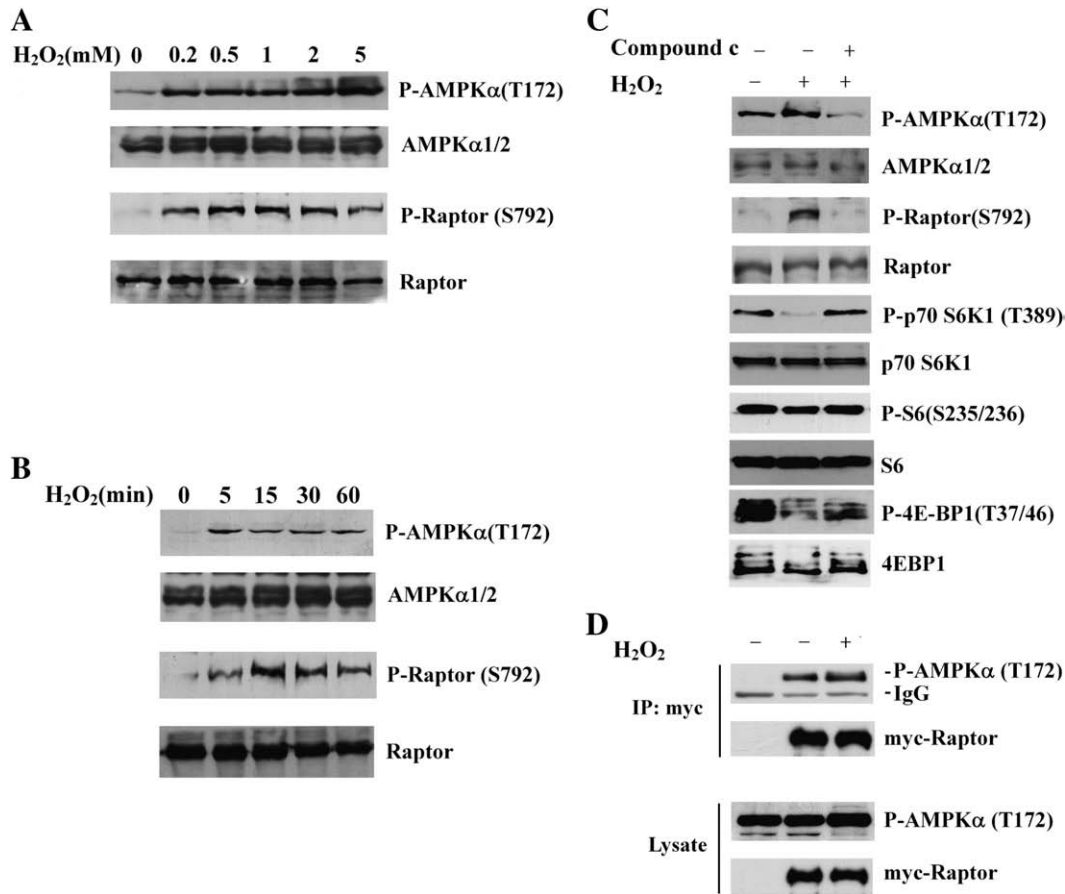 A
H₂O₂(mM) 0 0.2 0.5 1 2 5
P-AMPKα(T172)
AMPKα1/2
P-Raptor (S792)
Raptor
B
H₂O₂(min) 0 5 15 30 60
P-AMPKα(T172)
AMPKα1/2
P-Raptor (S792)
Raptor
C
Compound c – – +
H₂O₂ – + +
P-AMPKα(T172)
AMPKα1/2
P-Raptor(S792)
Raptor
P-p70 S6K1 (T389)
p70 S6K1
P-S6(S235/236)
S6
P-4E-BP1(T37/46)
4EBP1
D
H₂O₂ – – +
-P-AMPKα (T172)
-IgG
IP: myc
myc-Raptor
P-AMPKα (T172)
Lysate
myc-Raptor